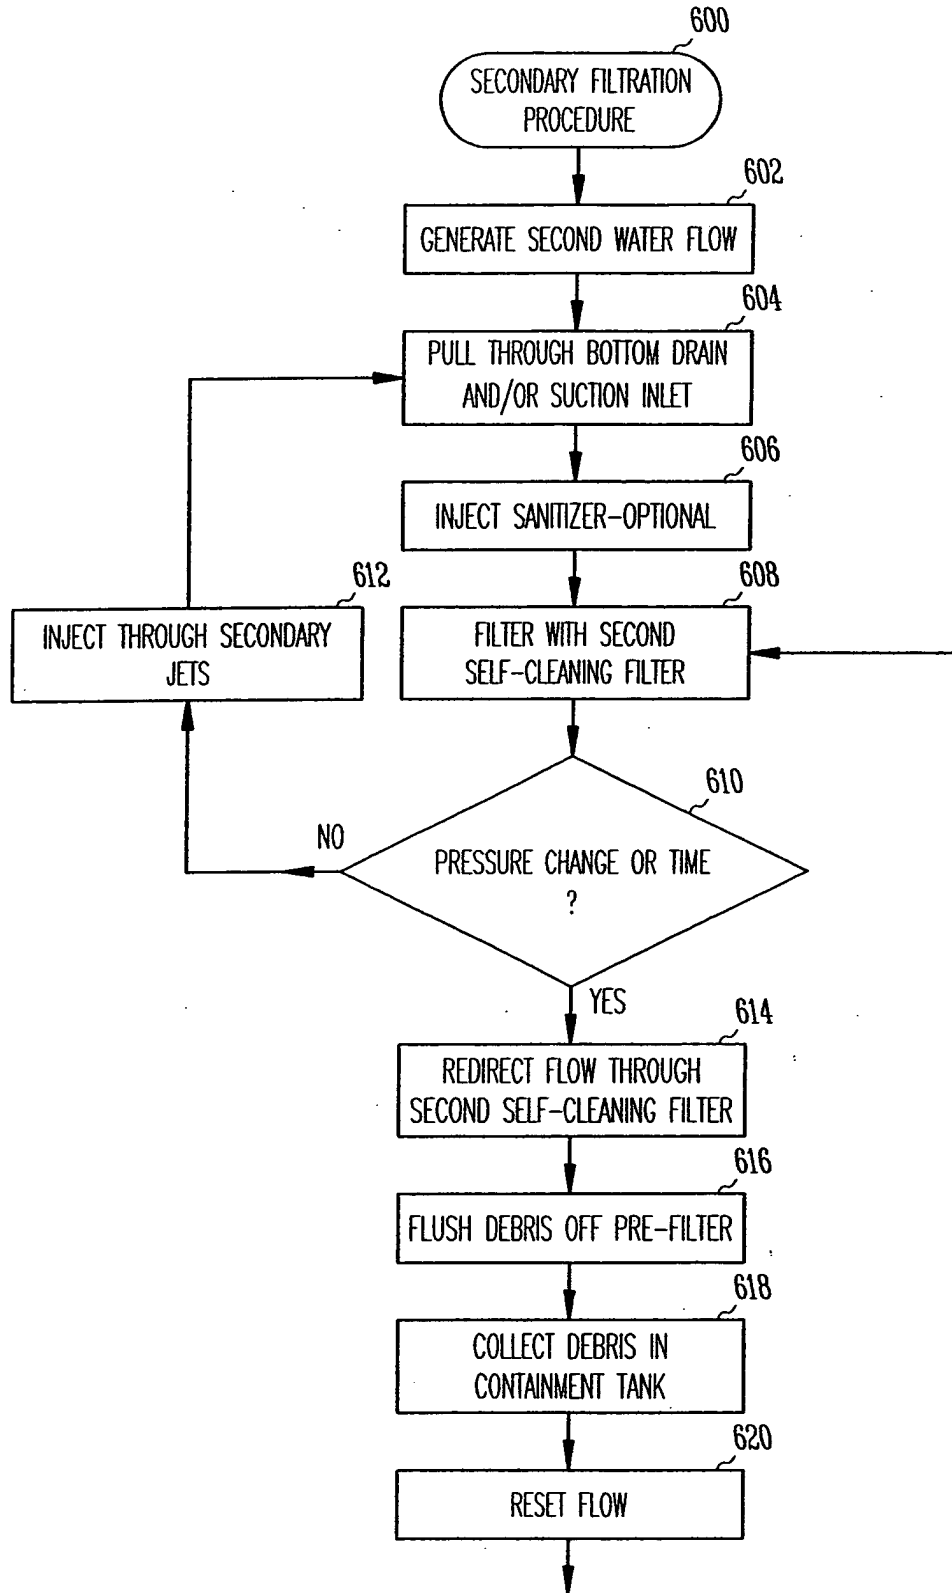 600
SECONDARY FILTRATION
PROCEDURE
602
GENERATE SECOND WATER FLOW
604
PULL THROUGH BOTTOM DRAIN
AND/OR SUCTION INLET
606
INJECT SANITIZER-OPTIONAL
612
INJECT THROUGH SECONDARY
JETS
608
FILTER WITH SECOND
SELF-CLEANING FILTER
610
NO
PRESSURE CHANGE OR TIME
?
YES
614
REDIRECT FLOW THROUGH
SECOND SELF-CLEANING FILTER
616
FLUSH DEBRIS OFF PRE-FILTER
618
COLLECT DEBRIS IN
CONTAINMENT TANK
620
RESET FLOW